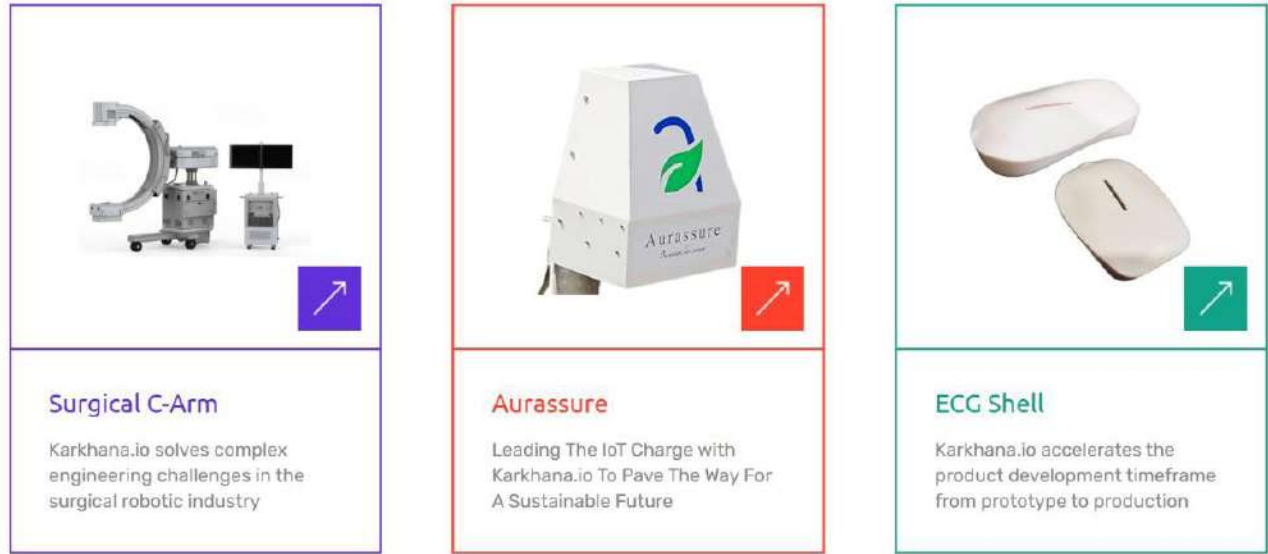 Aurassure
Surgical C-Arm
Karkhana.io solves complex
engineering challenges in the
surgical robotic industry
Aurassure
Leading The IoT Charge with
Karkhana.io To Pave The Way For
A Sustainable Future
ECG Shell
Karkhana.io accelerates the
product development timeframe
from prototype to production